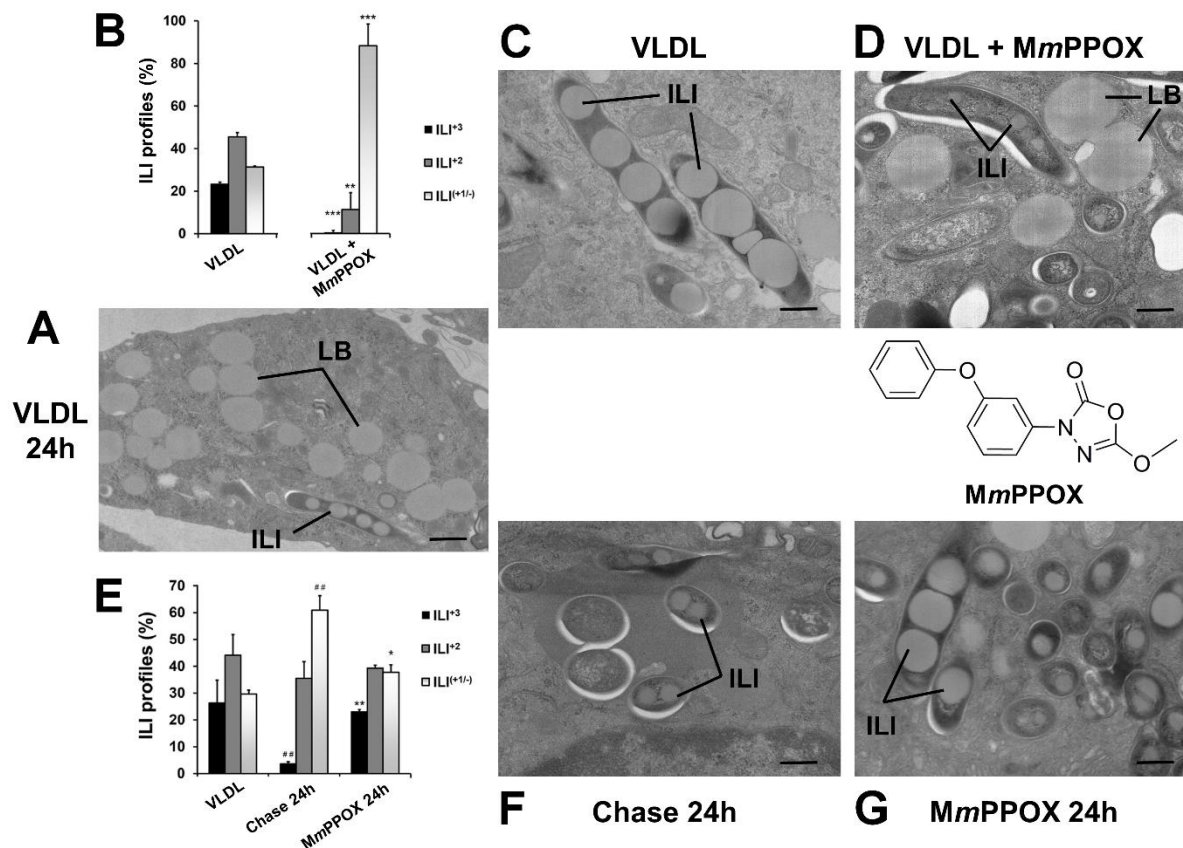 B
ILI profiles (%)
100
80
60
40
20
0
***
***
**
VLDL
VLDL +
MmPPOX
ILI+3
ILI+2
ILI(+1/-)
C
VLDL
ILI
D
VLDL + MmPPOX
LB
ILI
A
VLDL
24h
LB
ILI
O
O
O
N
N
O
MmPPOX
E
ILI profiles (%)
70
60
50
40
30
20
10
0
##
##
**
*
VLDL
Chase 24h
MmPPOX 24h
ILI+3
ILI+2
ILI(+1/-)
ILI
F
Chase 24h
ILI
G
MmPPOX 24h